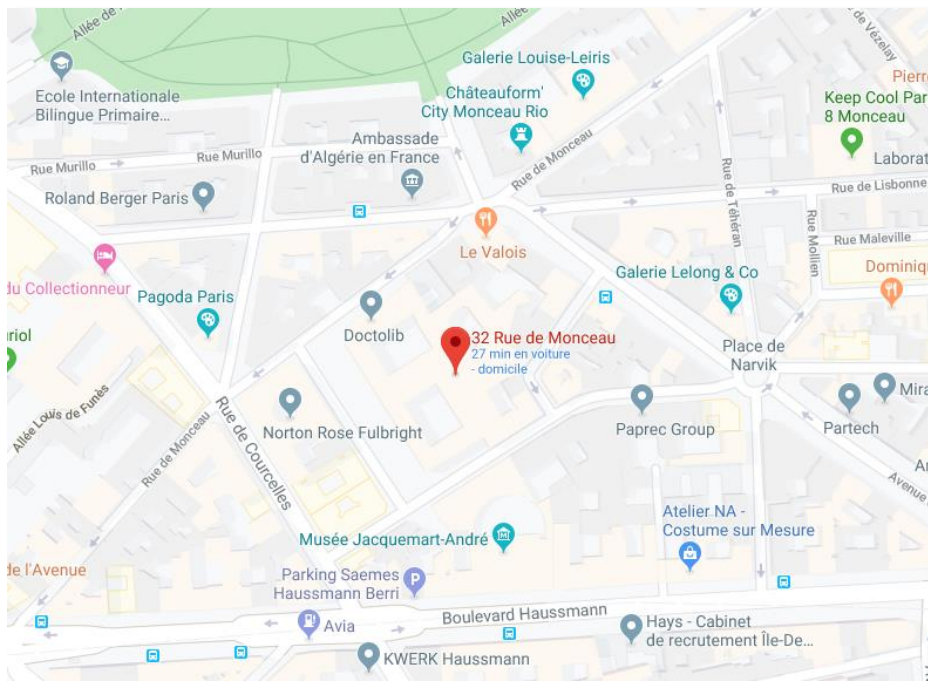 Allée de
Allée
de Vézelay
Galerie Louise-Leiris
Ecole Internationale
Bilingue Primaire...
Châteauform'
City Monceau Rio
Pierre
Keep Cool Par
8 Monceau
Ambassade
d'Algérie en France
Rue de Monceau
Laborat
Rue Murillo
Rue Murillo
Rue de Téhéran
Rue de Lisbonne
Roland Berger Paris
Rue Mollien
Rue Maleville
Le Valois
du Collectionneur
Galerie Lelong & Co
Dominiq
Pagoda Paris
Doctolib
32 Rue de Monceau
27 min en voiture
- domicile
Place de
Narvik
uriol
Allée Louis de Funès
Rue de Courcelles
Norton Rose Fulbright
Paprec Group
Partech
Mira
Rue de Monceau
Avenue
Atelier NA -
Costume sur Mesure
Musée Jacquemart-André
de l'Avenue
Parking Saemes
Haussmann Berri
P
Boulevard Haussmann
Avia
Hays - Cabinet
de recrutement Île-De...
KWERK Haussmann